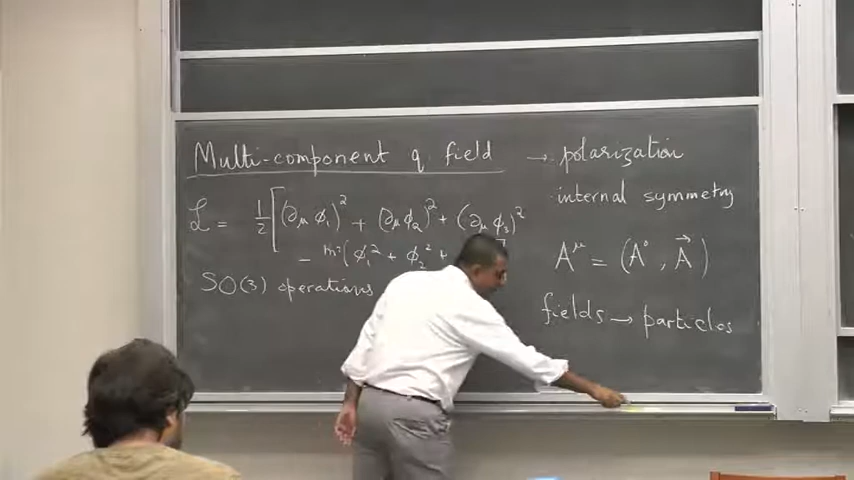 Multi-component q field
ℒ = 1/2 [(∂μ ϕ1)² + (∂μ ϕ2)² + (∂μ ϕ3)²
– m²(ϕ1² + ϕ2² +
SO(3) operations
→ polarization
internal symmetry
A^μ = (A⁰, A⃗)
fields → particles